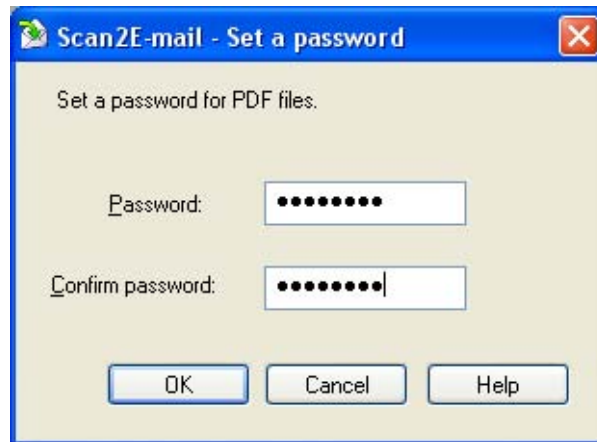 Scan2E-mail - Set a password
Set a password for PDF files.
Password: ●●●●●●●●
Confirm password: ●●●●●●●●
OK Cancel Help